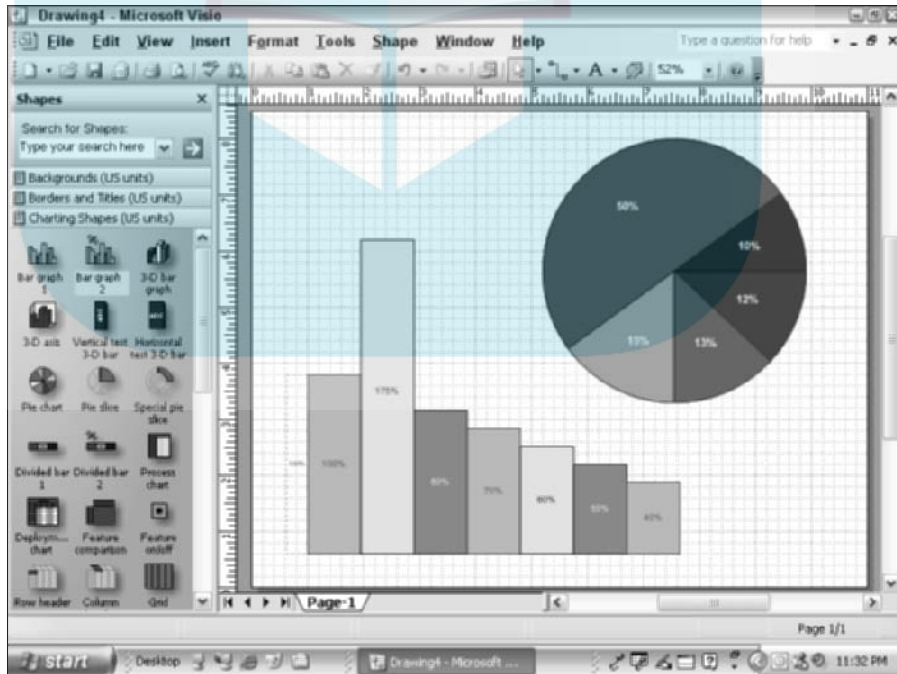 Drawing4 - Microsoft Visio
File Edit View Insert Format Tools Shape Window Help
Type a question for help
A 52%
Shapes
Search for Shapes:
Type your search here
Backgrounds (US units)
Borders and Titles (US units)
Charting Shapes (US units)
Bar graph 1
Bar graph 2
3-D bar graph
3-D axis
Vertical text 3-D bar
Horizontal text 3-D bar
Pie chart
Pie slice
Special pie slice
Divided bar 1
Divided bar 2
Process chart
Deploym... chart
Feature comparison
Feature on/off
Row header
Column
Grid
50%
10%
12%
13%
15%
100%
175%
80%
70%
60%
50%
40%
Page-1
Page 1/1
start Desktop Drawing4 - Microsoft ... 11:32 PM